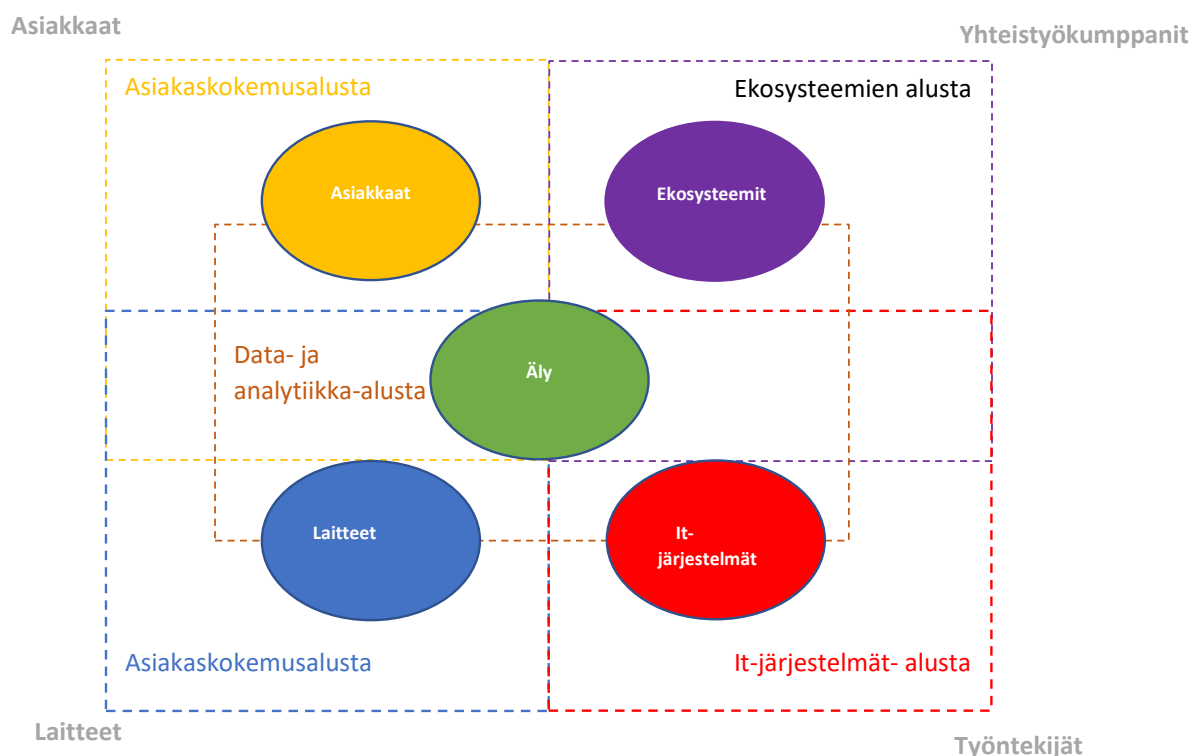 Asiakkaat
Yhteistyökumppanit
Asiakaskokemusalusta
Ekosysteemien alusta
Asiakkaat
Ekosysteemit
Data- ja
analytiikka-alusta
Äly
Laitteet
It-
järjestelmät
Asiakaskokemusalusta
It-järjestelmät- alusta
Laitteet
Työntekijät